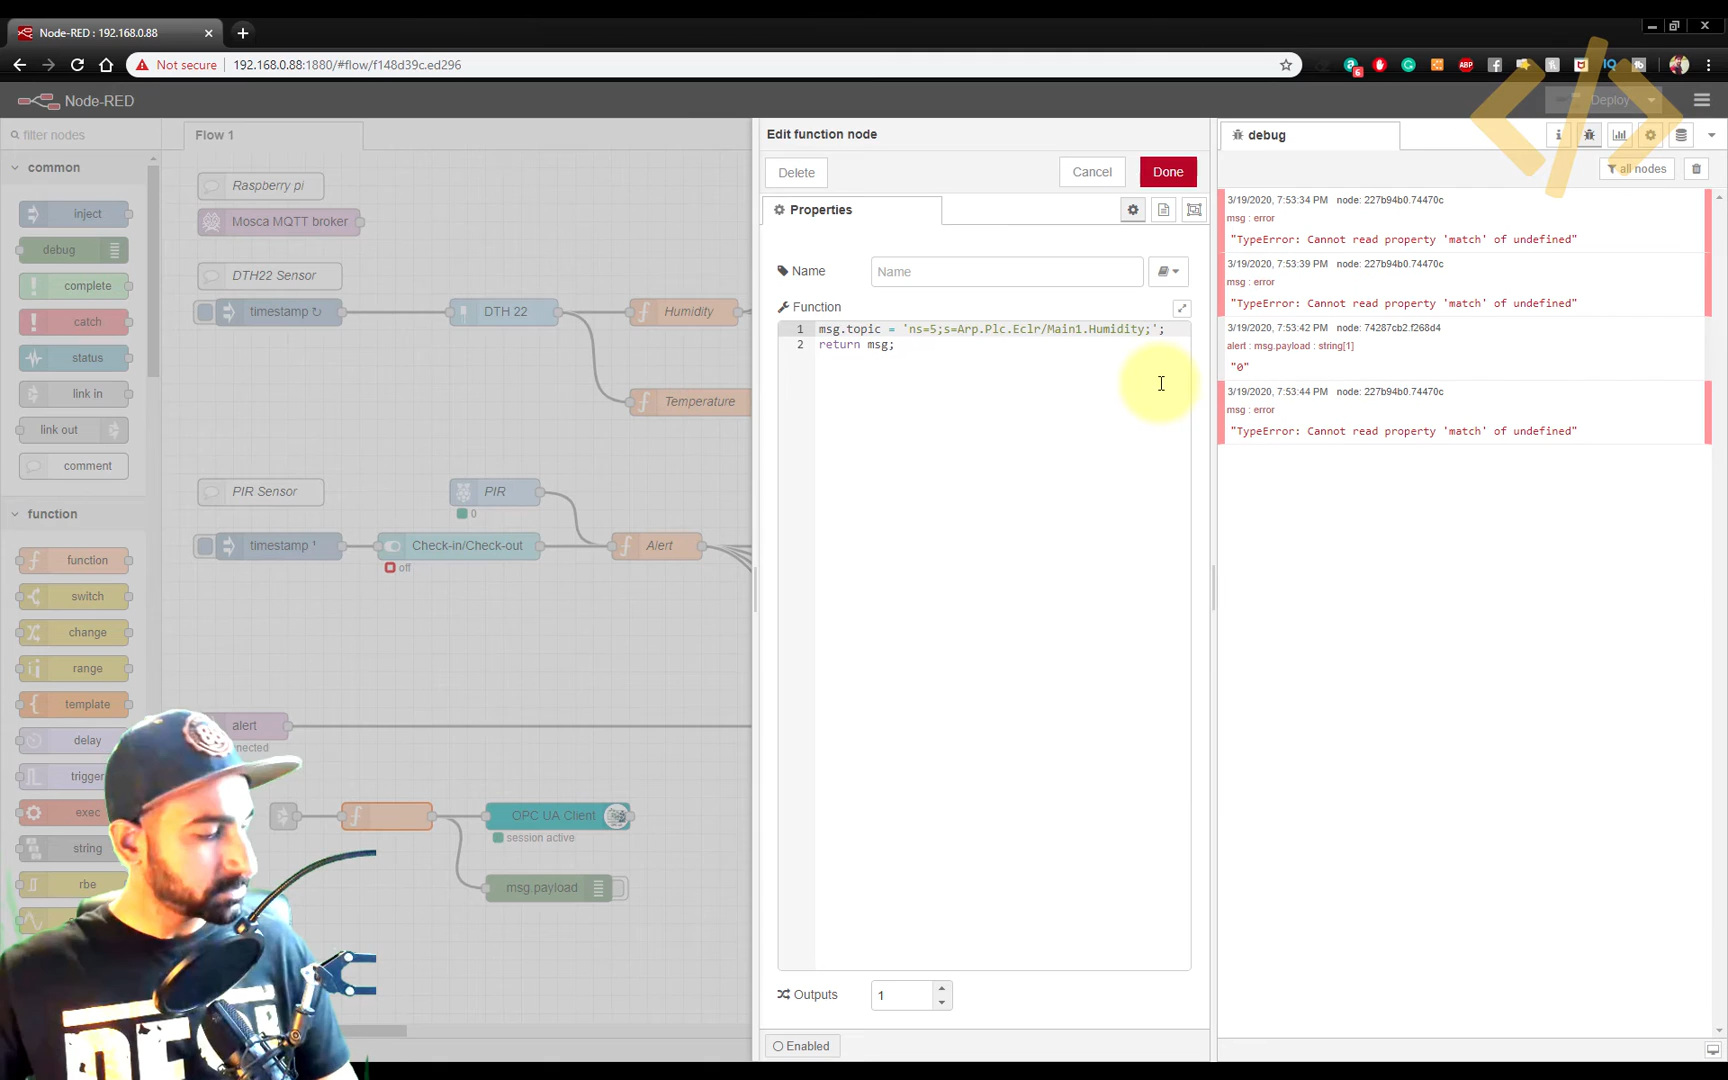 Node-RED : 192.168.0.88
Not secure
192.168.0.88:1880/#flow/f148d39c.ed296
Node-RED
Deploy
filter nodes
Flow 1
Edit function node
debug
common
Raspberry pi
Delete
Cancel
Done
all nodes
inject
Mosca MQTT broker
Properties
3/19/2020, 7:53:34 PM node: 227b94b0.74470c
msg : error
"TypeError: Cannot read property 'match' of undefined"
debug
DTH22 Sensor
Name
Name
3/19/2020, 7:53:39 PM node: 227b94b0.74470c
msg : error
"TypeError: Cannot read property 'match' of undefined"
complete
timestamp ↻
DTH 22
Humidity
Function
catch
1 msg.topic = 'ns=5;s=Arp.Plc.Eclr/Main1.Humidity;';
2 return msg;
3/19/2020, 7:53:42 PM node: 74287cb2.f268d4
alert : msg.payload : string[1]
"0"
status
link in
Temperature
3/19/2020, 7:53:44 PM node: 227b94b0.74470c
msg : error
"TypeError: Cannot read property 'match' of undefined"
link out
comment
PIR Sensor
PIR
0
function
function
timestamp ¹
Check-in/Check-out
Alert
off
switch
change
range
template
alert
nnected
delay
trigger
exec
OPC UA Client
session active
string
rbe
msg.payload
Outputs
1
Enabled